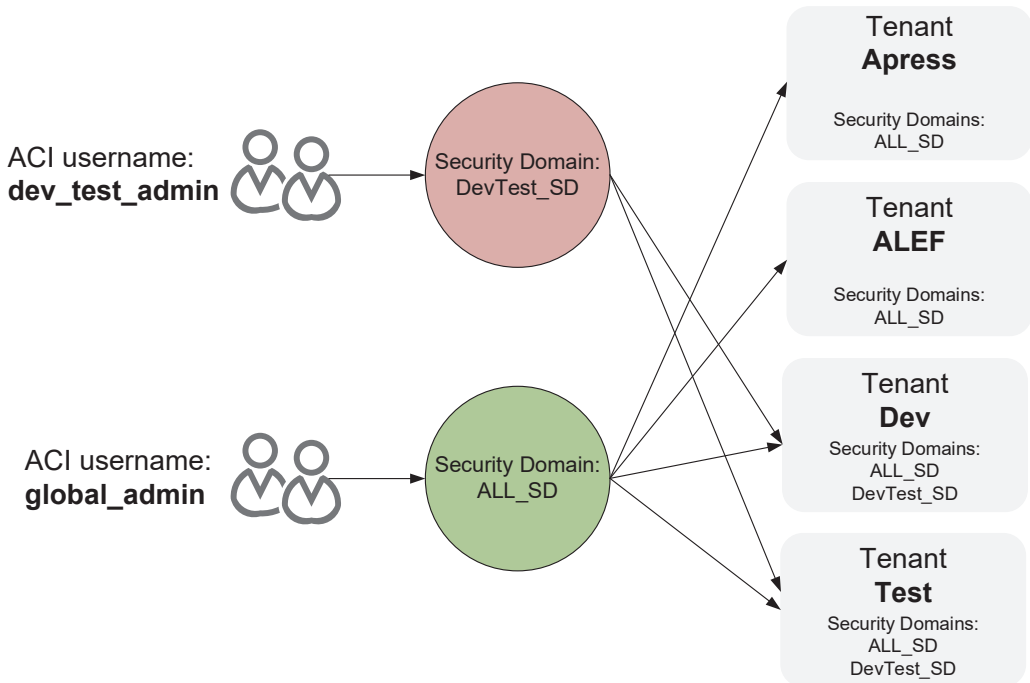 ACI username:
dev_test_admin
Security Domain:
DevTest_SD
ACI username:
global_admin
Security Domain:
ALL_SD
Tenant
Apress
Security Domains:
ALL_SD
Tenant
ALEF
Security Domains:
ALL_SD
Tenant
Dev
Security Domains:
ALL_SD
DevTest_SD
Tenant
Test
Security Domains:
ALL_SD
DevTest_SD